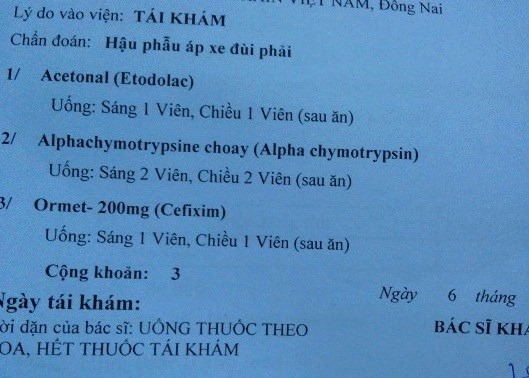 VIỆT NAM, Đồng Nai
Lý do vào viện: TÁI KHÁM
Chẩn đoán: Hậu phẫu áp xe đùi phải
1/ Acetonal (Etodolac)
Uống: Sáng 1 Viên, Chiều 1 Viên (sau ăn)
2/ Alphachymotrypsine choay (Alpha chymotrypsin)
Uống: Sáng 2 Viên, Chiều 2 Viên (sau ăn)
3/ Ormet- 200mg (Cefixim)
Uống: Sáng 1 Viên, Chiều 1 Viên (sau ăn)
Cộng khoản: 3
Ngày 6 tháng
Ngày tái khám:
ời dặn của bác sĩ: UỐNG THUỐC THEO
BÁC SĨ KHÁ
OA, HẾT THUỐC TÁI KHÁM